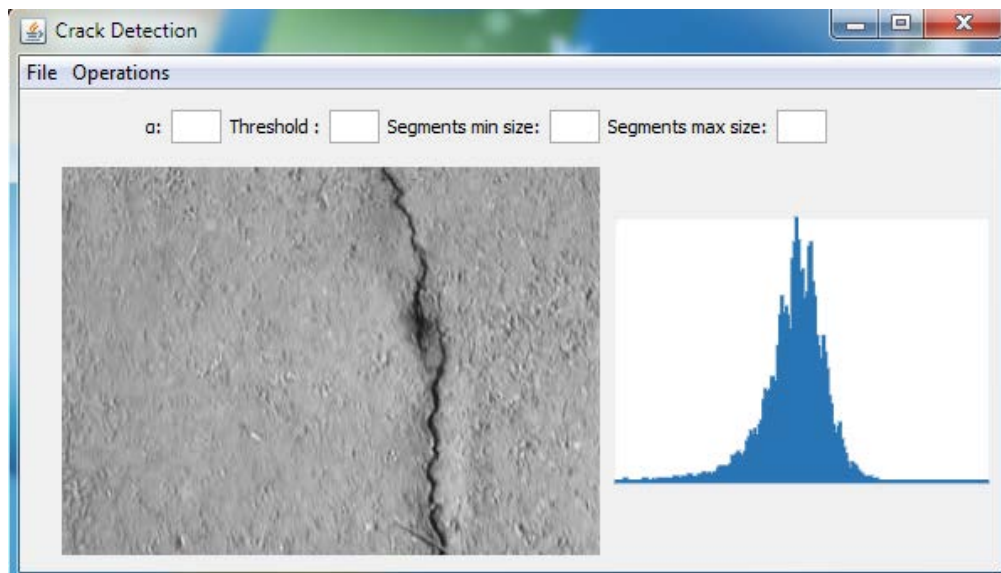 Crack Detection
File Operations
α: Threshold : Segments min size: Segments max size: